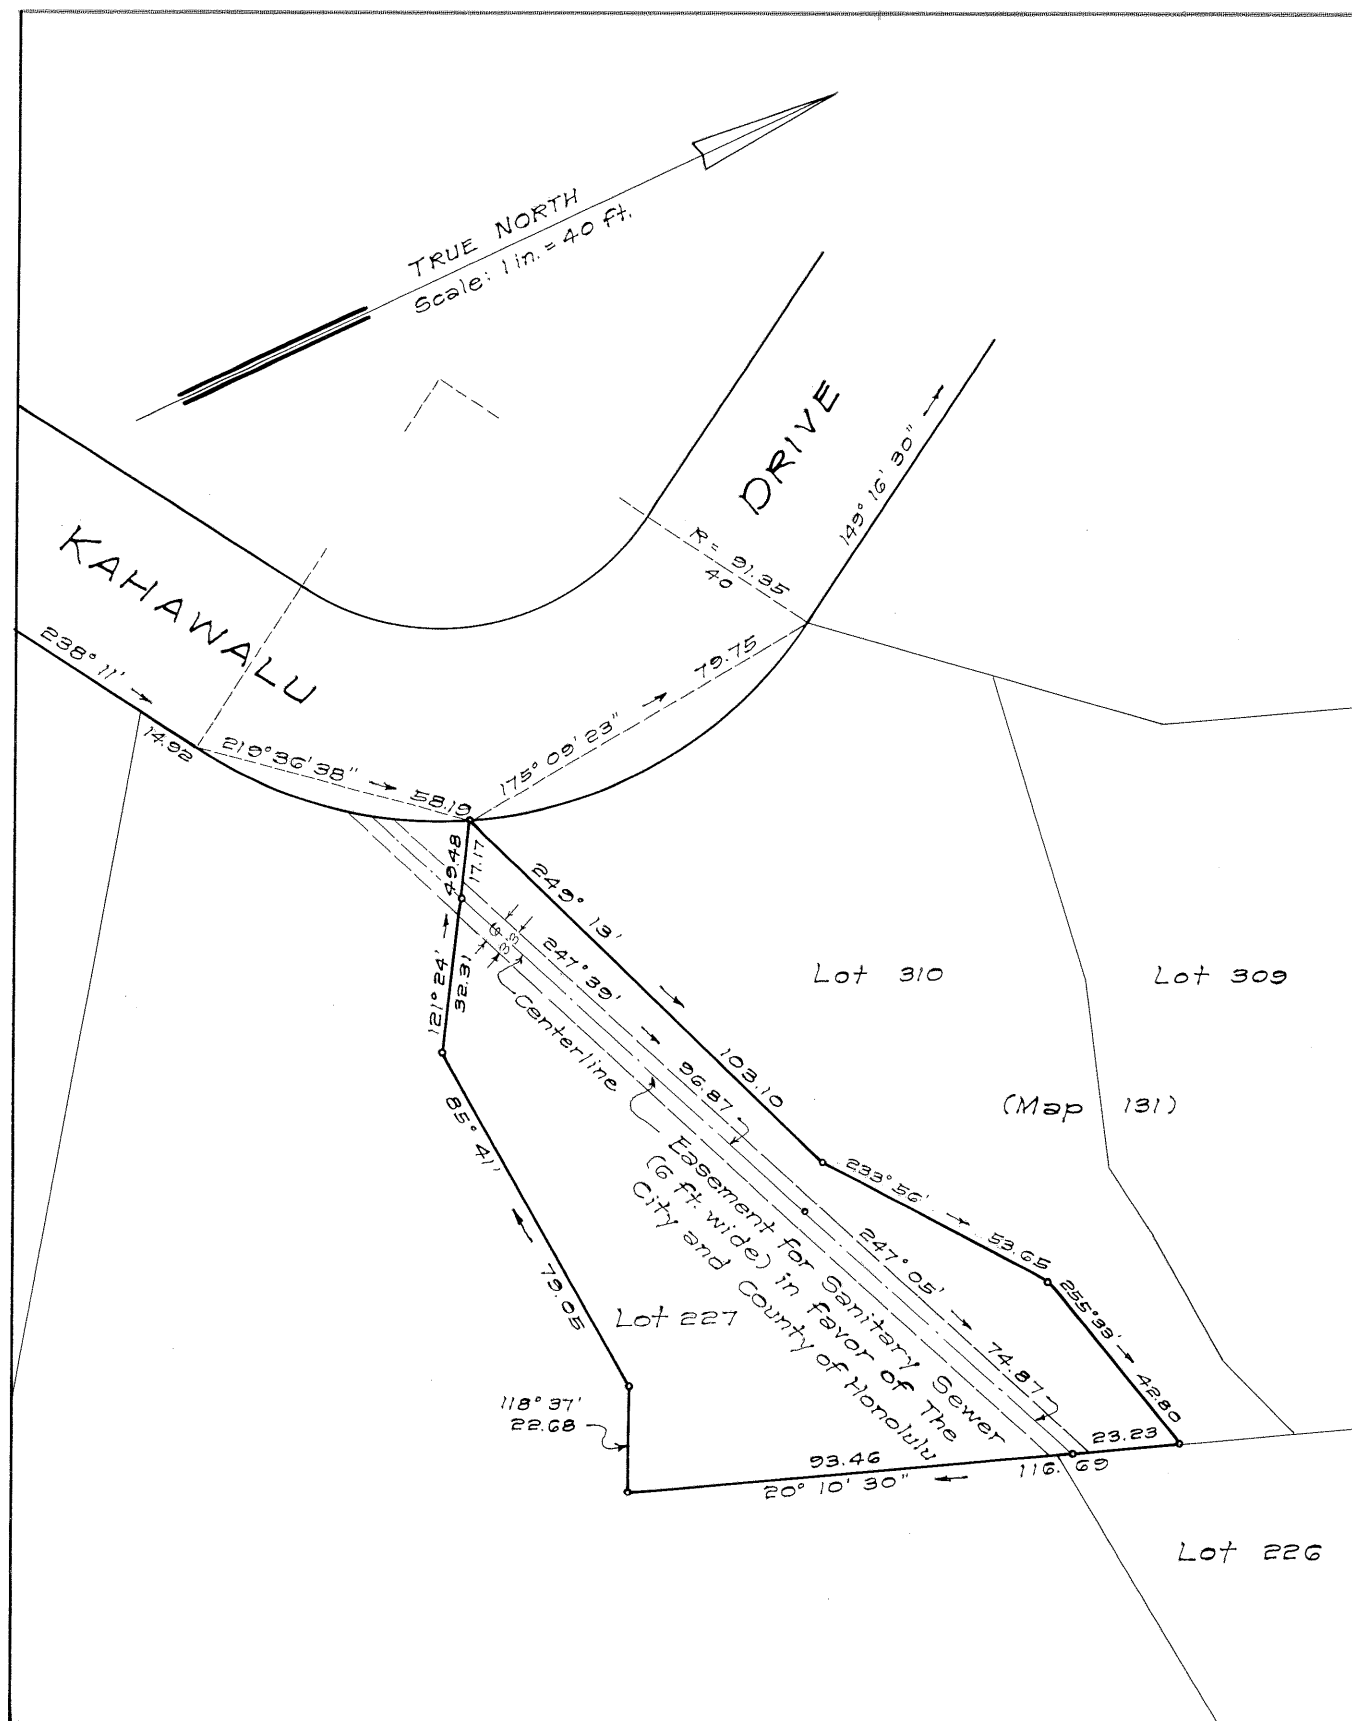 TRUE NORTH
Scale: 1 in. = 40 ft.
KAHAWALU
DRIVE
149° 16' 30"
R = 91.35
40
238° 11'
14.92
219° 36' 38"
58.19
175° 09' 23"
79.75
49.48
17.17
249° 13'
103.10
6
3
3
247° 39'
96.87
121° 24'
32.31
Centerline
Lot 310
Lot 309
(Map 131)
85° 41'
79.05
233° 56'
53.65
Easement for Sanitary Sewer
(6 ft. wide) in favor of The
City and County of Honolulu
247° 05'
74.87
255° 33'
42.80
Lot 227
118° 37'
22.68
93.46
23.23
116.69
20° 10' 30"
Lot 226